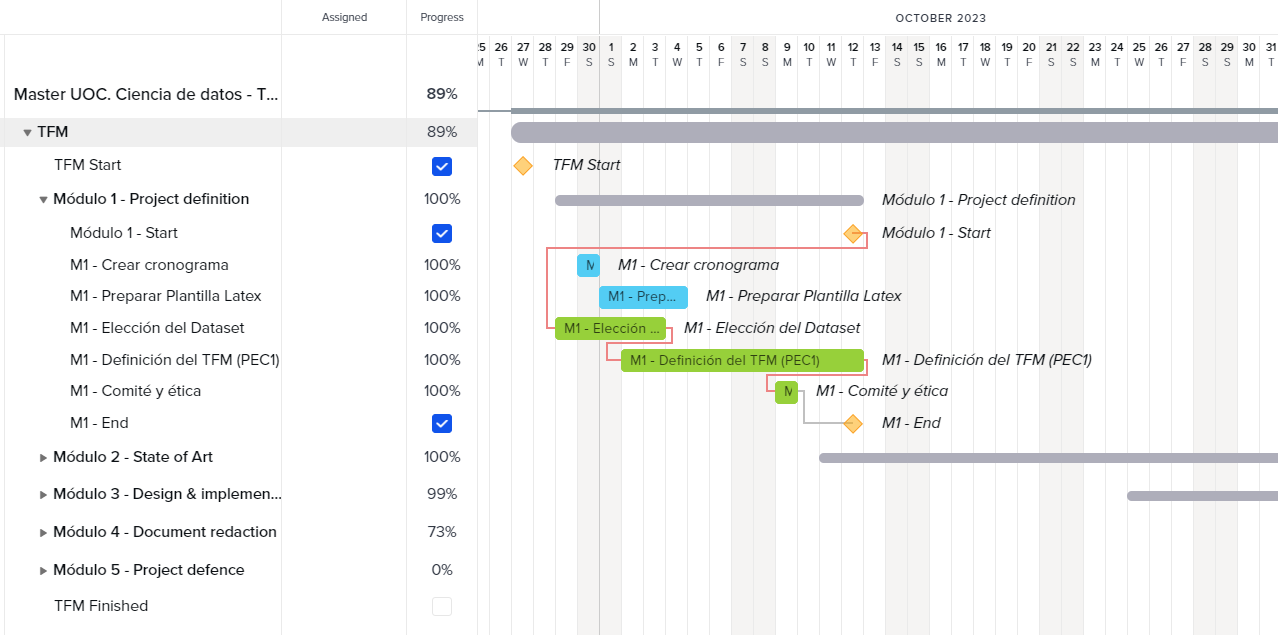 Assigned Progress OCTOBER 2023
25 26 27 28 29 30 1 2 3 4 5 6 7 8 9 10 11 12 13 14 15 16 17 18 19 20 21 22 23 24 25 26 27 28 29 30 31
M T W T F S S M T W T F S S M T W T F S S M T W T F S S M T W T F S S M T
Master UOC. Ciencia de datos - T... 89%
TFM 89%
TFM Start TFM Start
Módulo 1 - Project definition 100% Módulo 1 - Project definition
Módulo 1 - Start Módulo 1 - Start
M1 - Crear cronograma 100% M M1 - Crear cronograma
M1 - Preparar Plantilla Latex 100% M1 - Prep... M1 - Preparar Plantilla Latex
M1 - Elección del Dataset 100% M1 - Elección ... M1 - Elección del Dataset
M1 - Definición del TFM (PEC1) 100% M1 - Definición del TFM (PEC1) M1 - Definición del TFM (PEC1)
M1 - Comité y ética 100% M M1 - Comité y ética
M1 - End M1 - End
Módulo 2 - State of Art 100%
Módulo 3 - Design & implemen... 99%
Módulo 4 - Document redaction 73%
Módulo 5 - Project defence 0%
TFM Finished